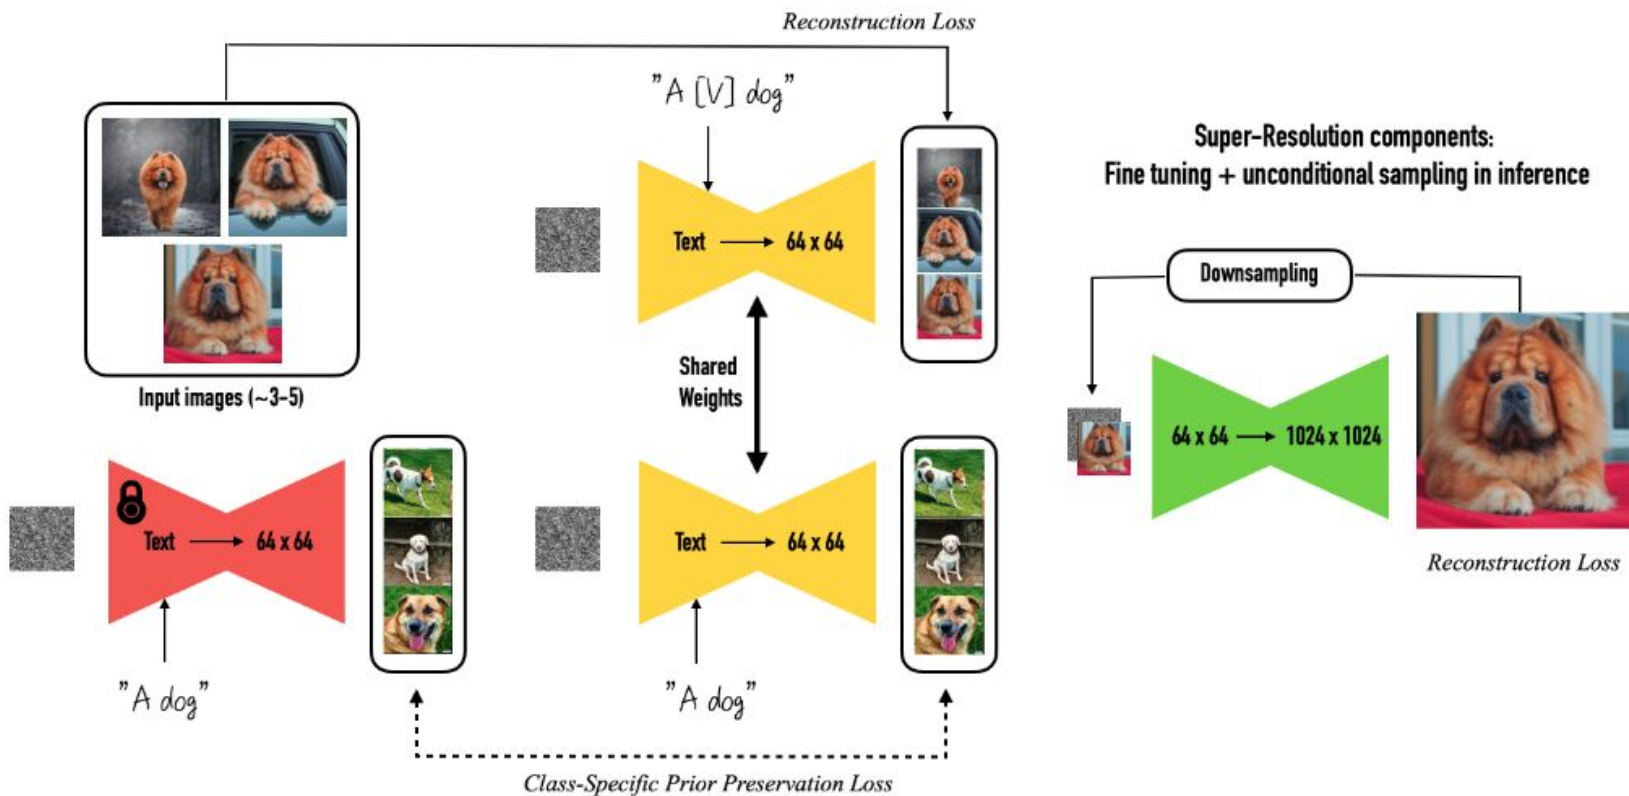 Reconstruction Loss
"A [V] dog"
Text → 64 x 64
Input images (~3-5)
Shared
Weights
Text → 64 x 64
"A dog"
Text → 64 x 64
"A dog"
Class-Specific Prior Preservation Loss
Super-Resolution components:
Fine tuning + unconditional sampling in inference
Downsampling
64 x 64 → 1024 x 1024
Reconstruction Loss